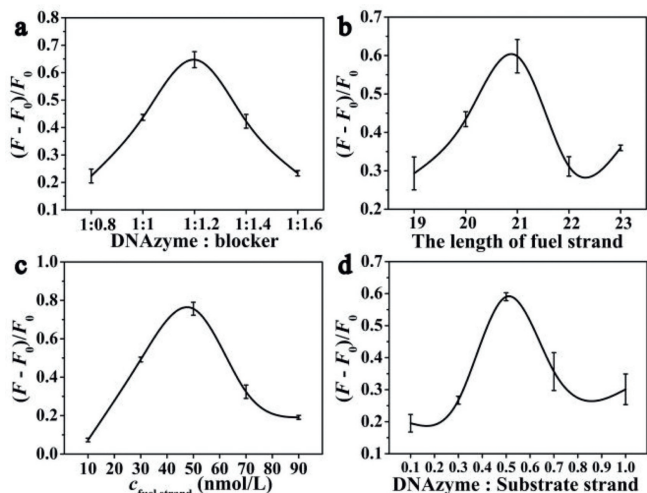 a
(F - F₀)/F₀
0.8
0.7
0.6
0.5
0.4
0.3
0.2
0.1
1:0.8 1:1 1:1.2 1:1.4 1:1.6
DNAzyme : blocker
b
(F - F₀)/F₀
0.7
0.6
0.5
0.4
0.3
0.2
19 20 21 22 23
The length of fuel strand
c
(F - F₀)/F₀
1.0
0.8
0.6
0.4
0.2
0.0
10 20 30 40 50 60 70 80 90
c fuel strand (nmol/L)
d
(F - F₀)/F₀
0.7
0.6
0.5
0.4
0.3
0.2
0.1
0.1 0.2 0.3 0.4 0.5 0.6 0.7 0.8 0.9 1.0
DNAzyme : Substrate strand